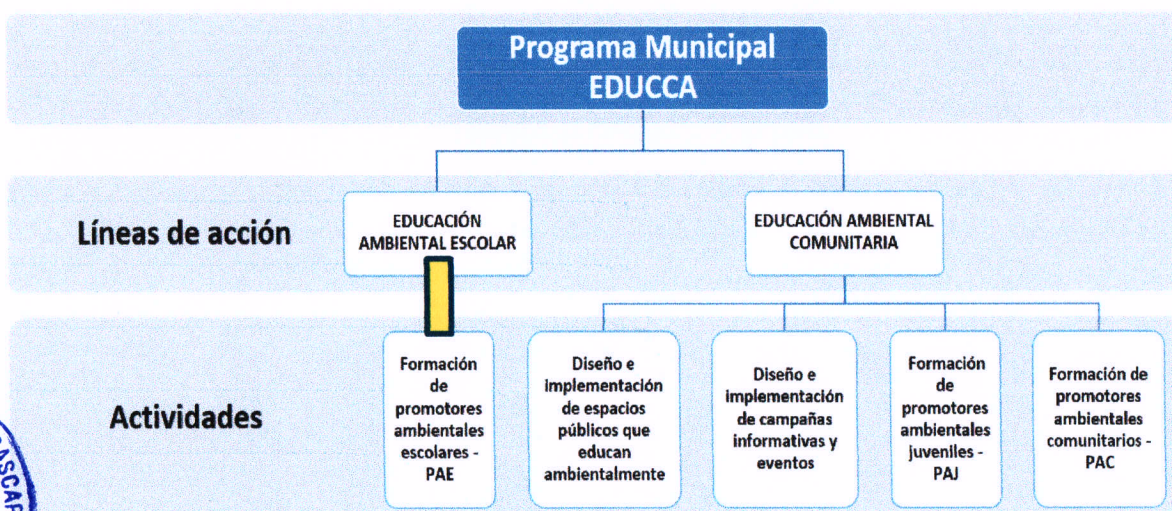 Programa Municipal
EDUCCA
Líneas de acción
EDUCACIÓN
AMBIENTAL ESCOLAR
EDUCACIÓN AMBIENTAL
COMUNITARIA
Actividades
Formación
de
promotores
ambientales
escolares -
PAE
Diseño e
implementación
de espacios
públicos que
educan
ambientalmente
Diseño e
implementación
de campañas
informativas y
eventos
Formación
de
promotores
ambientales
juveniles -
PAJ
Formación de
promotores
ambientales
comunitarios -
PAC